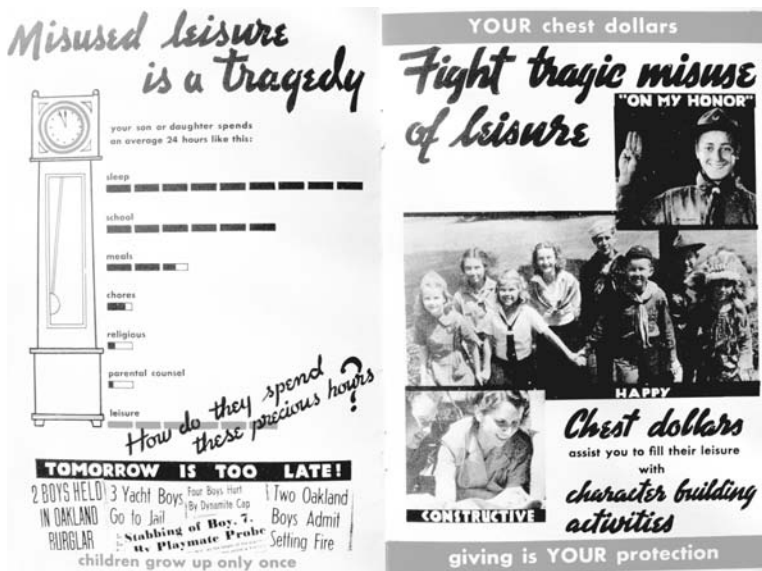 Misused leisure
is a tragedy
your son or daughter spends
an average 24 hours like this:
sleep
school
meals
chores
religious
parental counsel
leisure
How do they spend
these precious hours?
TOMORROW IS TOO LATE!
2 BOYS HELD
IN OAKLAND
BURGLAR
3 Yacht Boys
Go to Jail
Four Boys Hurt
By Dynamite Cap
Stabbing of Boy, 7,
By Playmate Probe
Two Oakland
Boys Admit
Setting Fire
children grow up only once
YOUR chest dollars
Fight tragic misuse
of leisure
"ON MY HONOR"
HAPPY
CONSTRUCTIVE
Chest dollars
assist you to fill their leisure
with
character building
activities
giving is YOUR protection